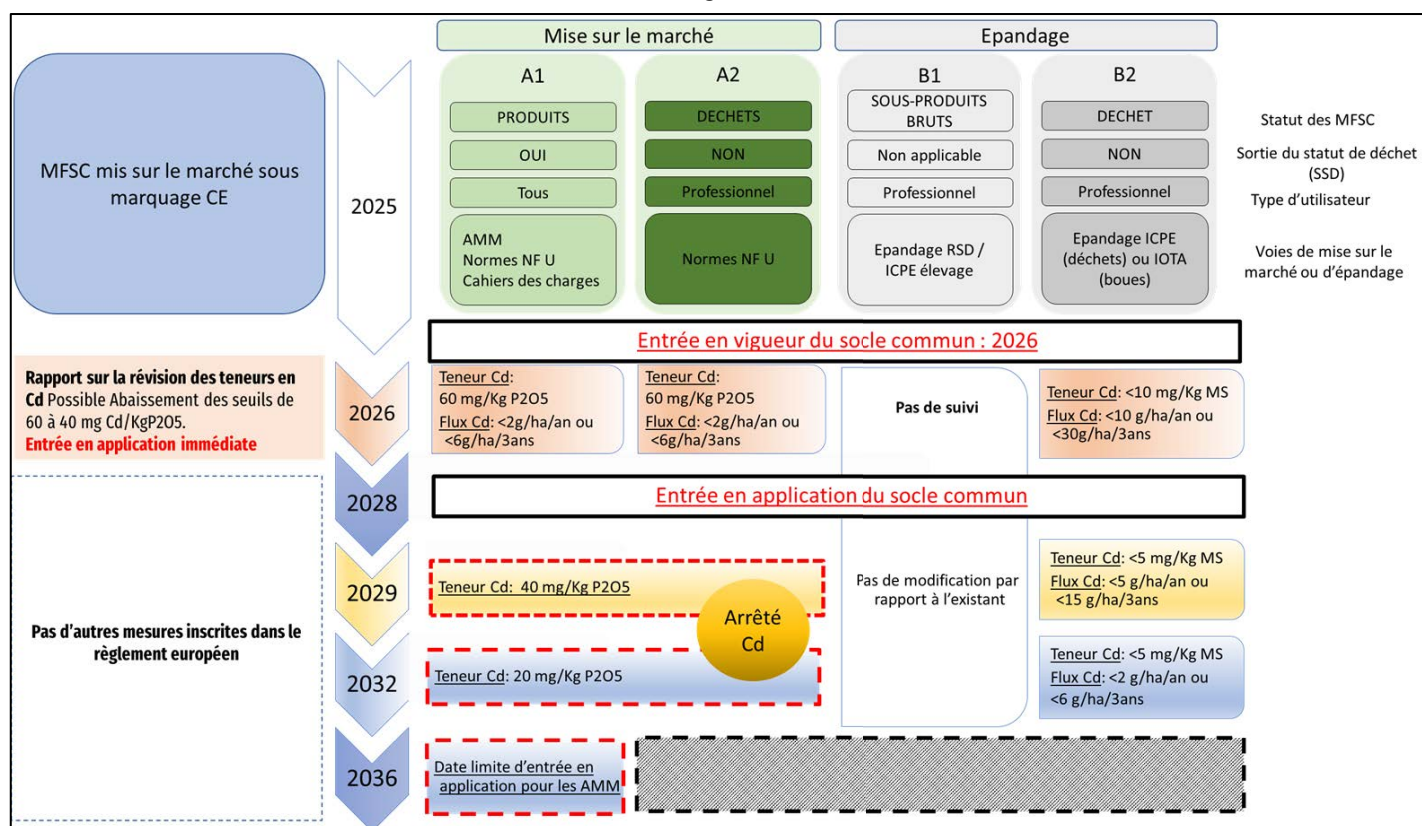 Mise sur le marché
Epandage
A1
A2
B1
B2
PRODUITS
DECHETS
SOUS-PRODUITS
BRUTS
DECHET
Statut des MFSC
MFSC mis sur le marché sous
marquage CE
2025
OUI
NON
Non applicable
NON
Sortie du statut de déchet
(SSD)
Tous
Professionnel
Professionnel
Professionnel
Type d'utilisateur
AMM
Normes NF U
Cahiers des charges
Normes NF U
Epandage RSD /
ICPE élevage
Epandage ICPE
(déchets) ou IOTA
(boues)
Voies de mise sur le
marché ou d'épandage
Entrée en vigueur du socle commun : 2026
Rapport sur la révision des teneurs en
Cd Possible Abaissement des seuils de
60 à 40 mg Cd/KgP2O5.
Entrée en application immédiate
2026
Teneur Cd:
60 mg/Kg P2O5
Flux Cd: <2g/ha/an ou
<6g/ha/3ans
Teneur Cd:
60 mg/Kg P2O5
Flux Cd: <2g/ha/an ou
<6g/ha/3ans
Pas de suivi
Teneur Cd: <10 mg/Kg MS
Flux Cd: <10 g/ha/an ou
<30g/ha/3ans
2028
Entrée en application du socle commun
Pas d'autres mesures inscrites dans le
règlement européen
2029
Teneur Cd: 40 mg/Kg P2O5
Arrêté
Cd
Pas de modification par
rapport à l'existant
Teneur Cd: <5 mg/Kg MS
Flux Cd: <5 g/ha/an ou
<15 g/ha/3ans
2032
Teneur Cd: 20 mg/Kg P2O5
Teneur Cd: <5 mg/Kg MS
Flux Cd: <2 g/ha/an ou
<6 g/ha/3ans
2036
Date limite d'entrée en
application pour les AMM